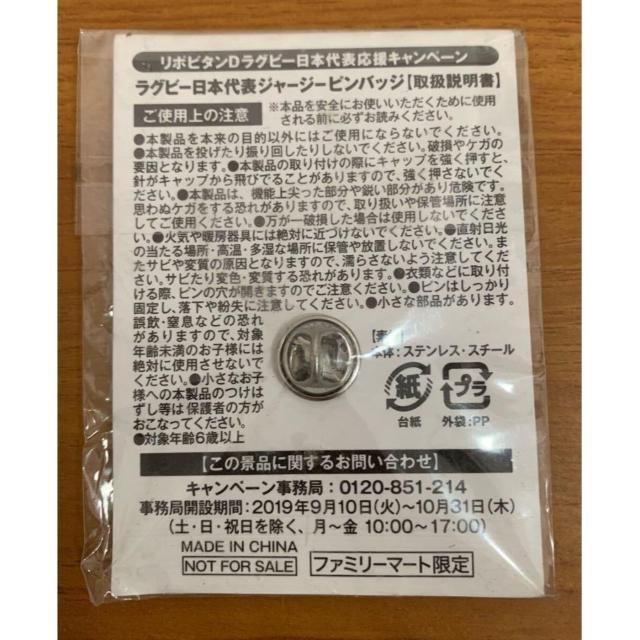 リポビタンDラグビー日本代表応援キャンペーン
ラグビー日本代表ジャージーピンバッジ【取扱説明書】
ご使用上の注意
※本品を安全にお使いいただくために使用
される前に必ずお読みください。
●本製品を本来の目的以外にはご使用にならないでください。
●本製品を投げたり振り回したりしないでください。破損やケガの
要因となります。●本製品の取り付けの際にキャップを強く押すと、
針がキャップから飛びでることがありますので、強く押さないでく
ださい。●本製品は、機能上尖った部分や鋭い部分があり危険です。
思わぬケガをする恐れがありますので、取り扱いや保管場所に注意
してご使用ください。●万が一破損した場合は使用しないでくださ
い。●火気や暖房器具には絶対に近づけないでください。●直射日光
の当たる場所・高温・多湿な場所に保管や放置しないでください。ま
たサビや変質の原因となりますので、濡らさないよう注意してくだ
さい。サビたり変色・変質する恐れがあります。●衣類などに取り付
ける際、ピンの穴が開きますのでご注意ください。●ピンはしっかり
固定し、落下や紛失に注意してください。●小さな部品があります。
誤飲・窒息などの恐れ
がありますので、対象
年齢未満のお子様には
絶対に使用させないで
ください。●小さなお子
様への本製品のつけは
ずし等は保護者の方が
おこなってください。
●対象年齢6歳以上
本体:ステンレス・スチール
紙
プラ
台紙
外袋:PP
【この景品に関するお問い合わせ】
キャンペーン事務局:0120-851-214
事務局開設期間:2019年9月10日(火)~10月31日(木)
(土・日・祝日を除く、月~金 10:00~17:00)
MADE IN CHINA
NOT FOR SALE
ファミリーマート限定